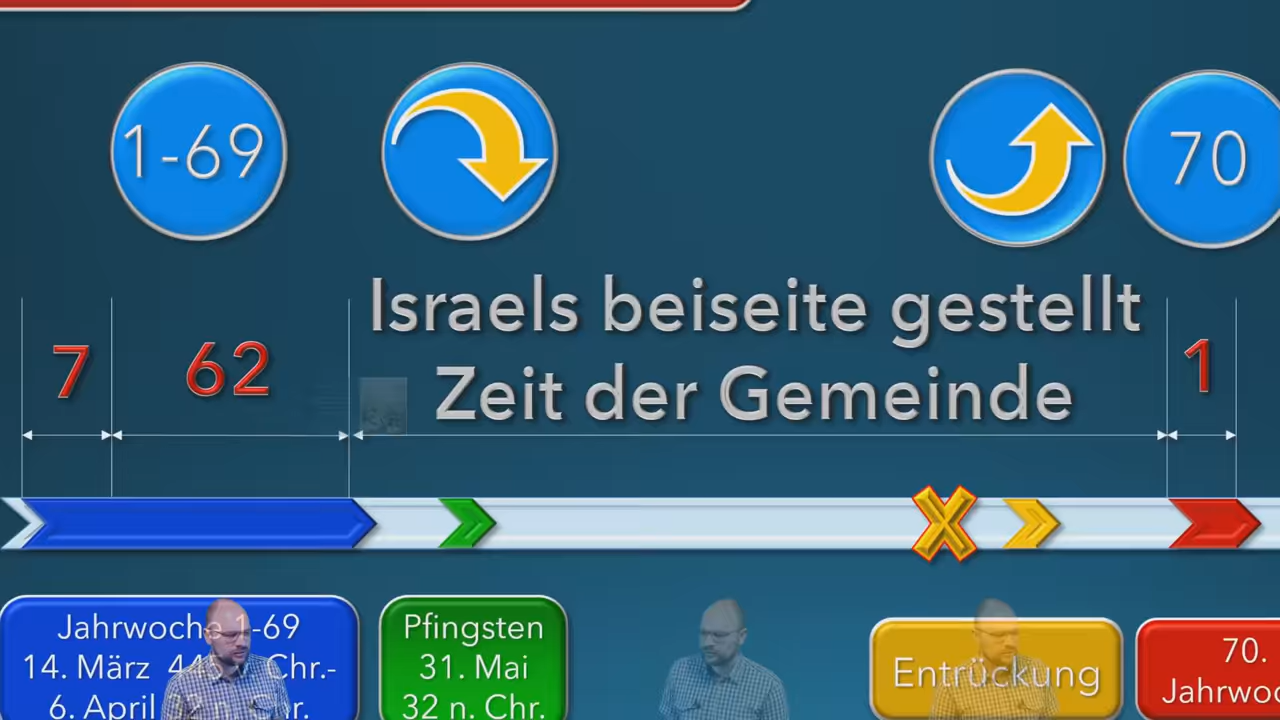 1-69
70
Israels beiseite gestellt
7
62
Zeit der Gemeinde
1
Jahrwoche 1-69
14. März Chr.-
6. April
Pfingsten
31. Mai
32 n. Chr.
Entrückung
70.